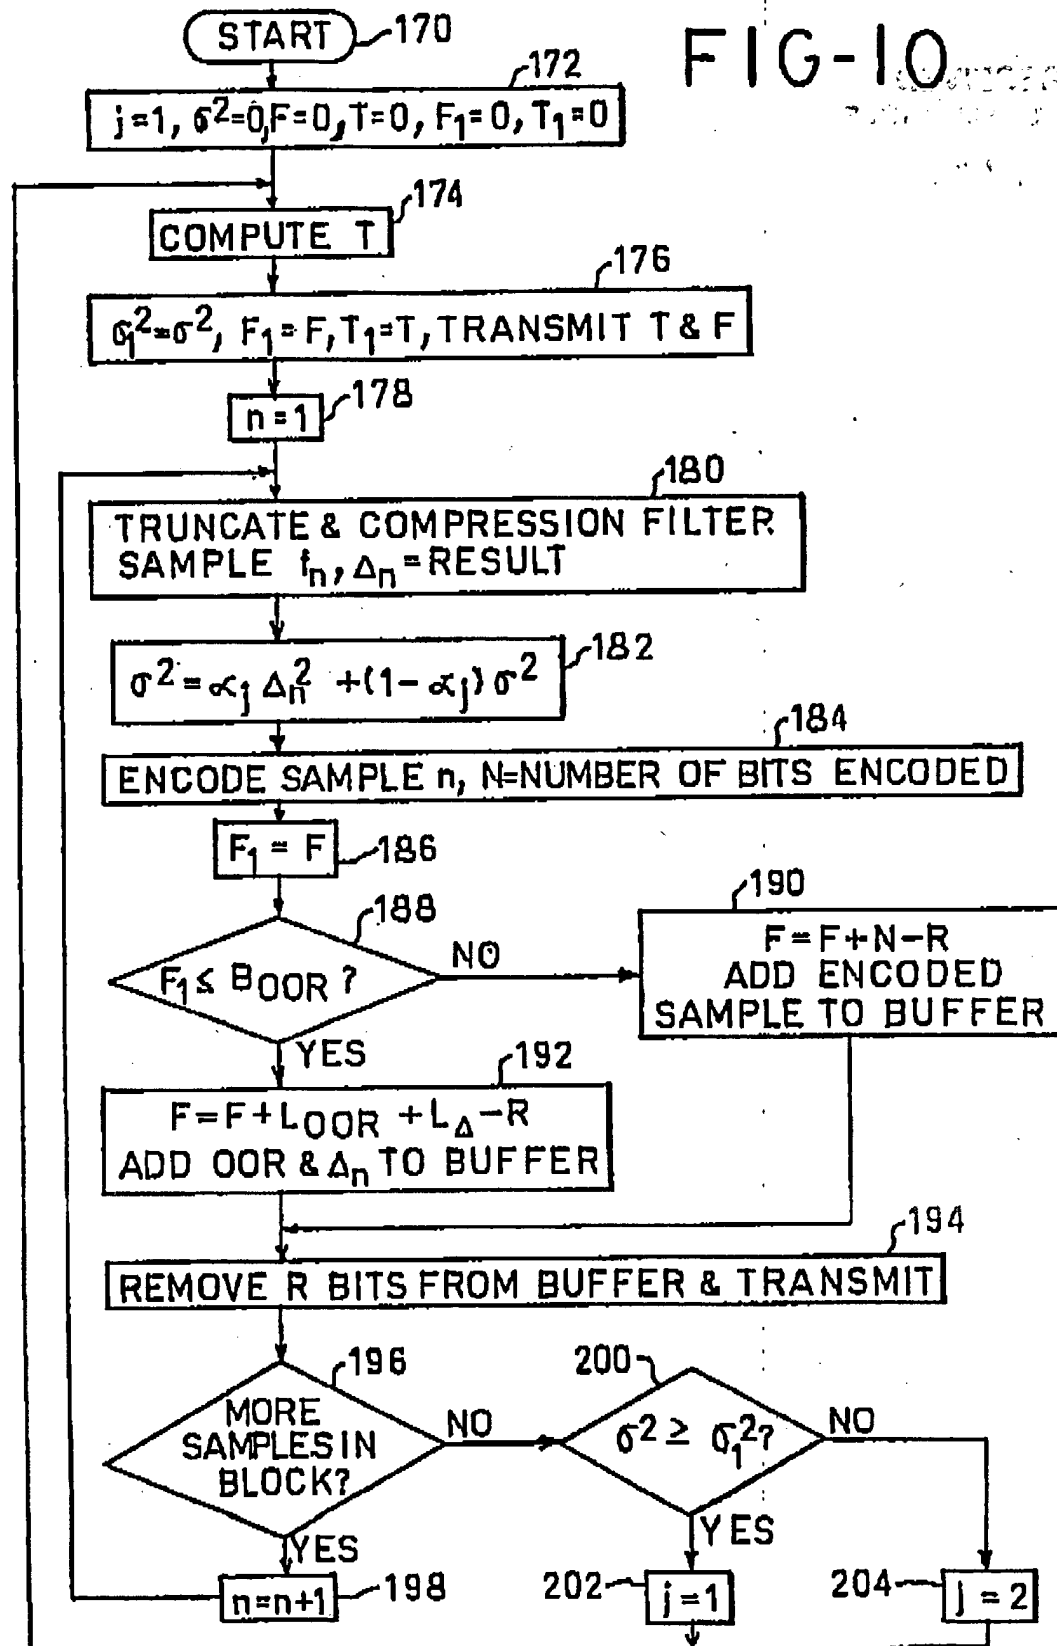 FIG-10
START
170
172
j=1, σ²=0, F=0, T=0, F₁=0, T₁=0
174
COMPUTE T
176
σ₁²=σ², F₁=F, T₁=T, TRANSMIT T & F
n=1
178
180
TRUNCATE & COMPRESSION FILTER
SAMPLE tₙ, Δₙ=RESULT
182
σ²=αⱼ Δₙ² +(1-αⱼ) σ²
184
ENCODE SAMPLE n, N=NUMBER OF BITS ENCODED
F₁ = F
186
188
F₁ ≤ B_OOR ?
NO
190
F=F+N-R
ADD ENCODED
SAMPLE TO BUFFER
YES
192
F=F+L_OOR +L_Δ-R
ADD OOR & Δₙ TO BUFFER
194
REMOVE R BITS FROM BUFFER & TRANSMIT
196
MORE
SAMPLES IN
BLOCK?
NO
200
σ² ≥ σ₁²?
NO
YES
YES
n=n+1
198
202
j=1
204
j = 2